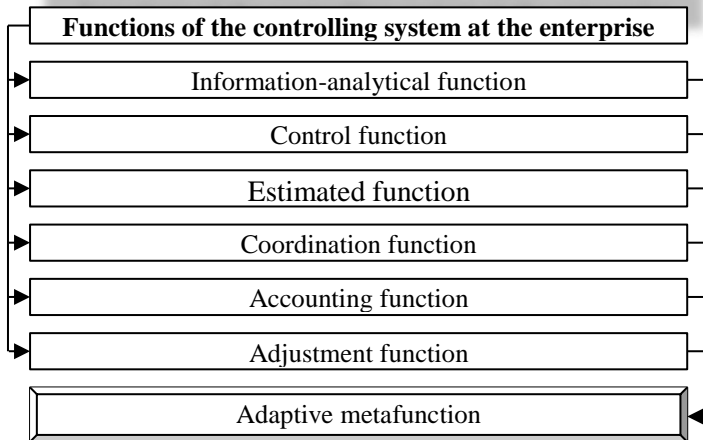 Functions of the controlling system at the enterprise
Information-analytical function
Control function
Estimated function
Coordination function
Accounting function
Adjustment function
Adaptive metafunction